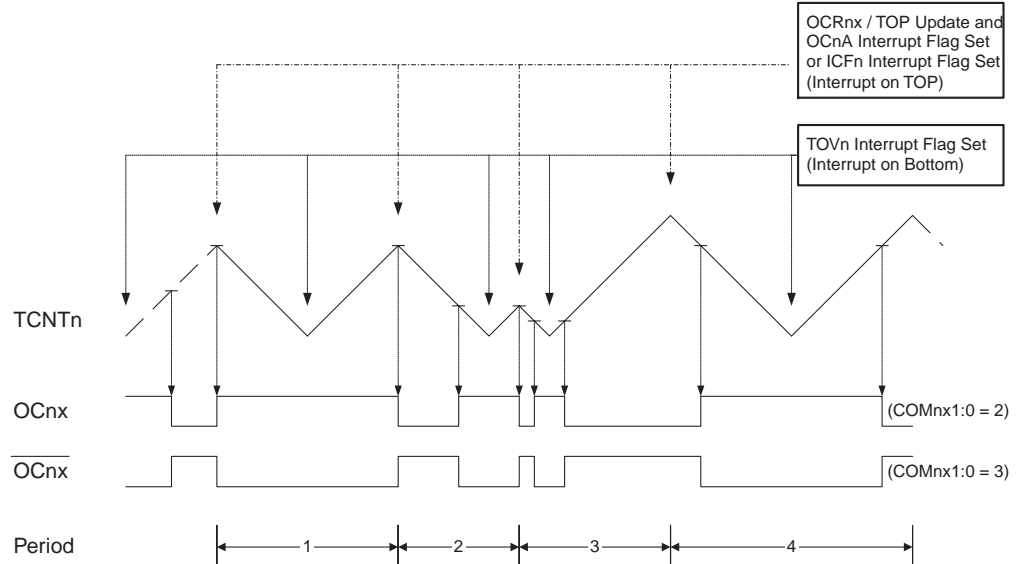 OCRnx / TOP Update and
OCnA Interrupt Flag Set
or ICFn Interrupt Flag Set
(Interrupt on TOP)
TOVn Interrupt Flag Set
(Interrupt on Bottom)
TCNTn
OCnx
(COMnx1:0 = 2)
OCnx
(COMnx1:0 = 3)
Period
1
2
3
4